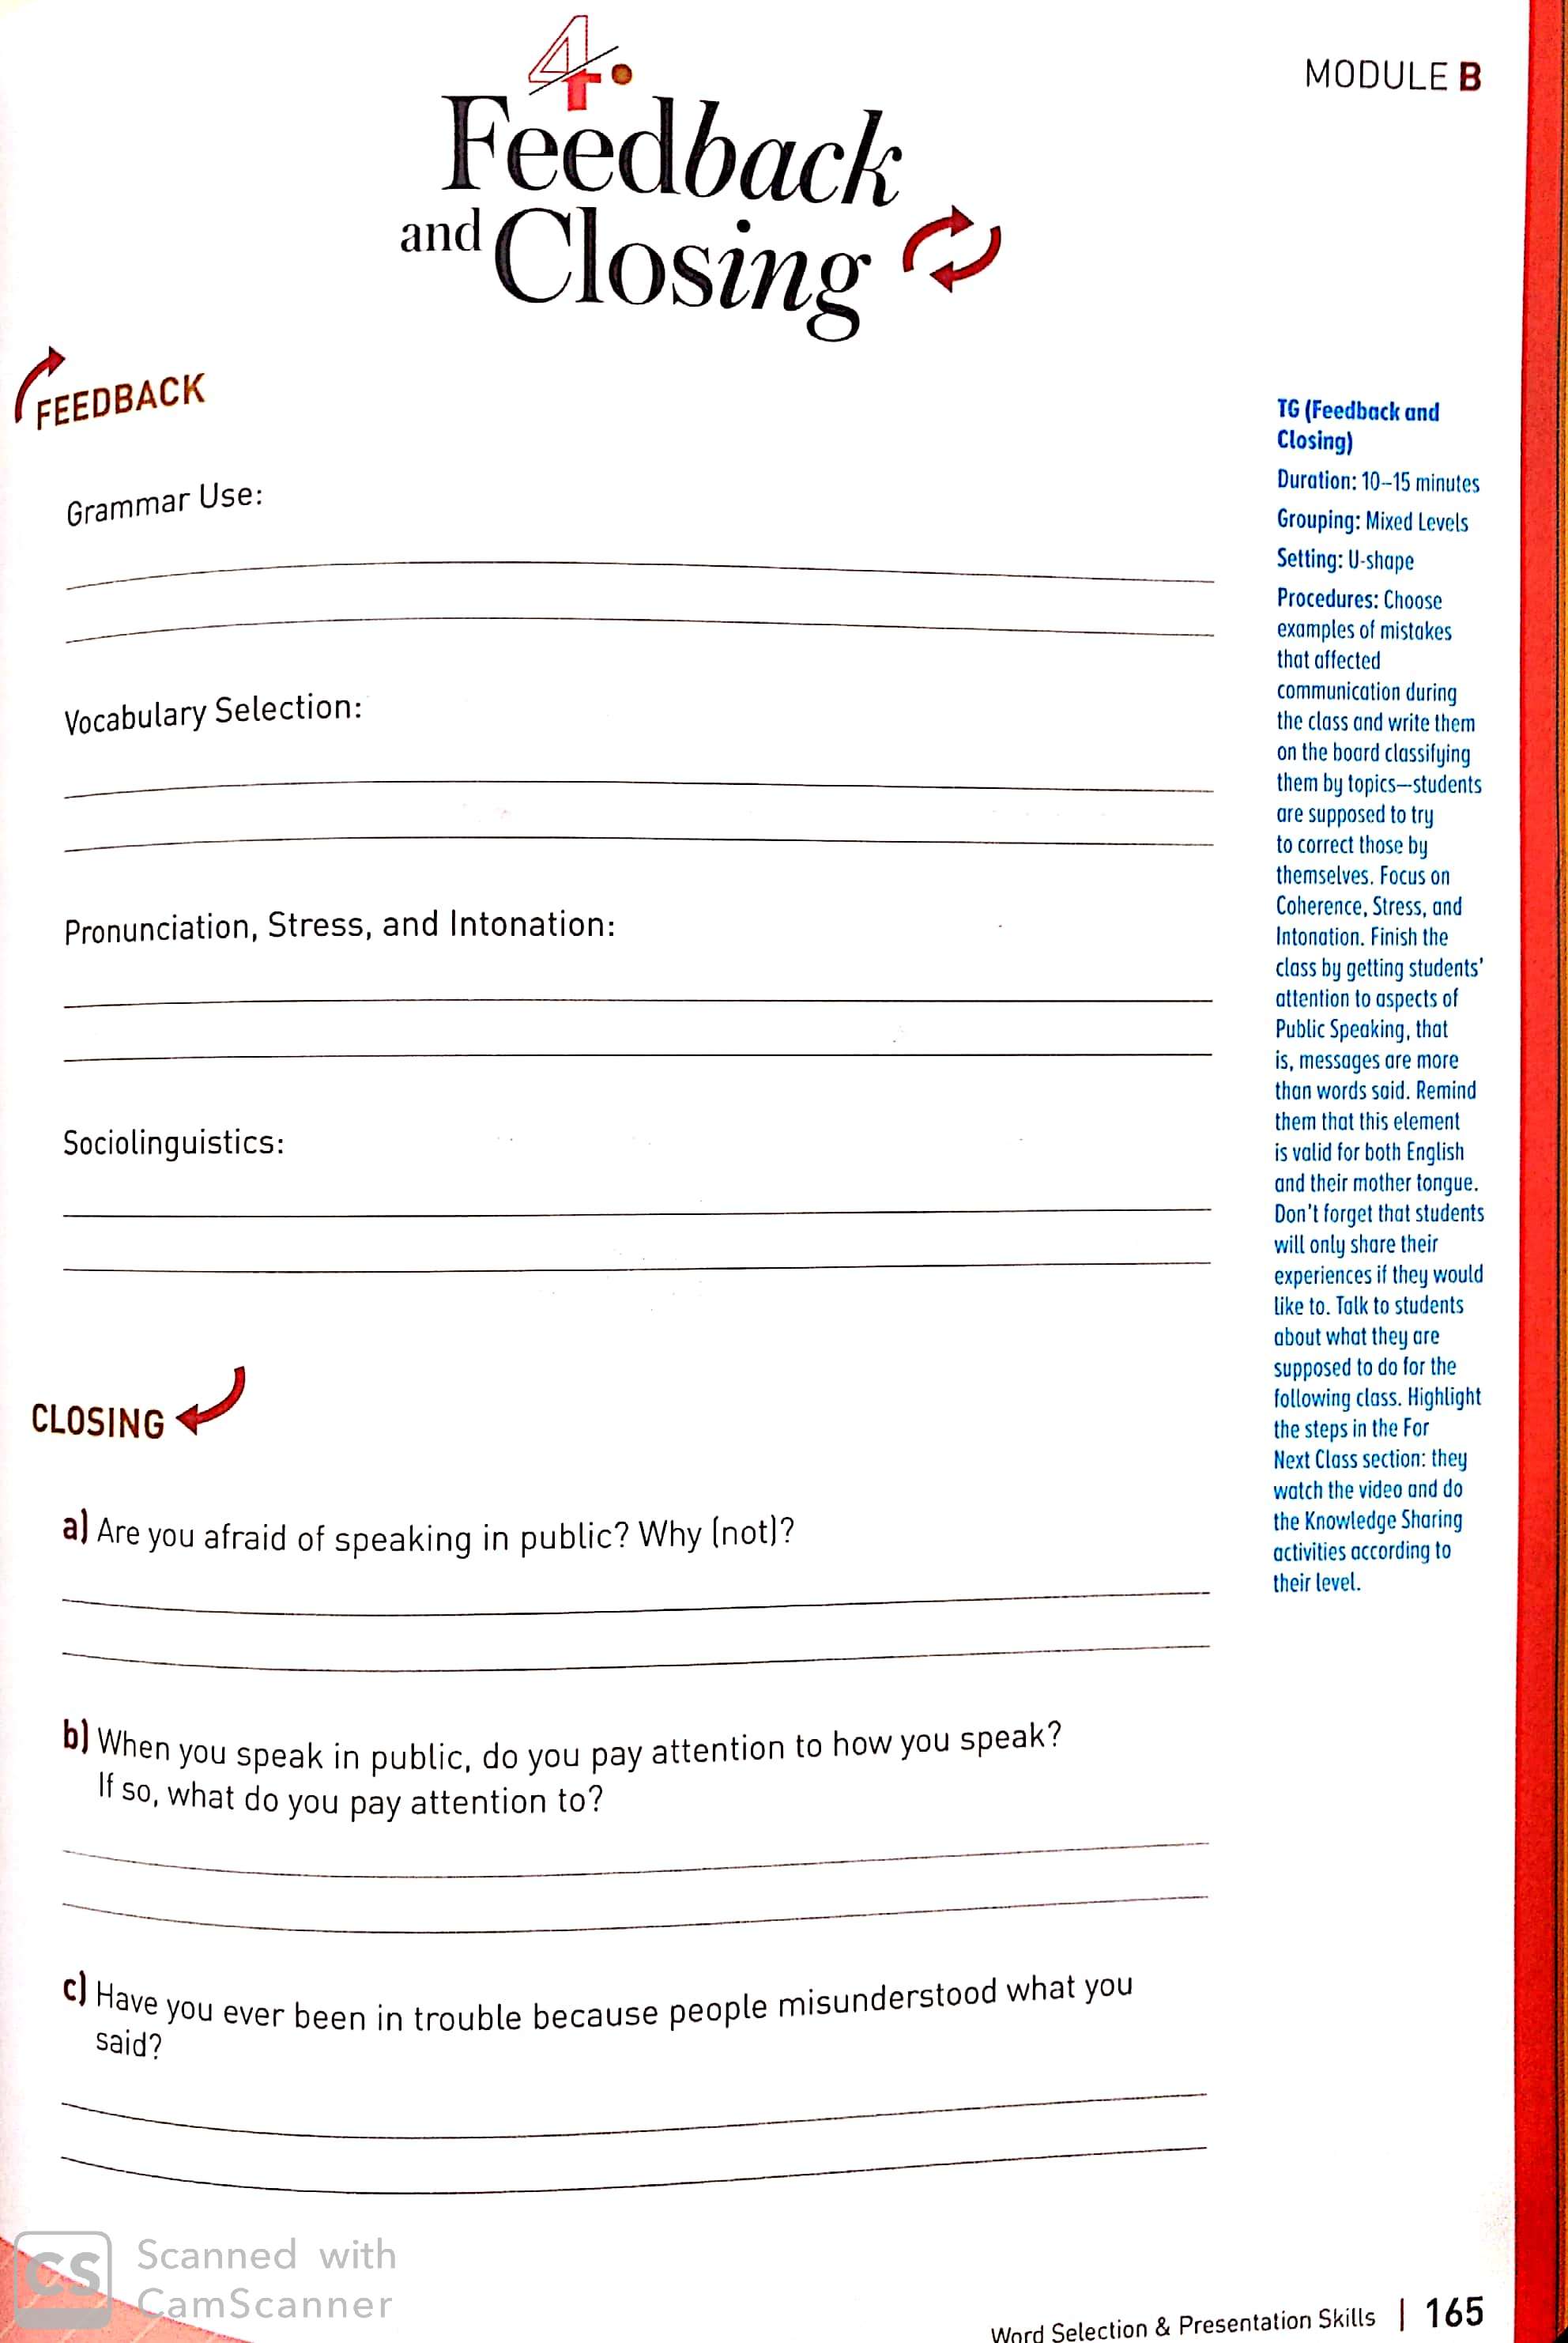 MODULE B
4.
Feedback
and Closing
FEEDBACK
Grammar Use:
Vocabulary Selection:
Pronunciation, Stress, and Intonation:
Sociolinguistics:
CLOSING
a) Are you afraid of speaking in public? Why (not)?
b) When you speak in public, do you pay attention to how you speak?
If so, what do you pay attention to?
c) Have you ever been in trouble because people misunderstood what you
said?
TG (Feedback and
Closing)
Duration: 10–15 minutes
Grouping: Mixed Levels
Setting: U-shape
Procedures: Choose
examples of mistakes
that affected
communication during
the class and write them
on the board classifying
them by topics—students
are supposed to try
to correct those by
themselves. Focus on
Coherence, Stress, and
Intonation. Finish the
class by getting students'
attention to aspects of
Public Speaking, that
is, messages are more
than words said. Remind
them that this element
is valid for both English
and their mother tongue.
Don't forget that students
will only share their
experiences if they would
like to. Talk to students
about what they are
supposed to do for the
following class. Highlight
the steps in the For
Next Class section: they
watch the video and do
the Knowledge Sharing
activities according to
their level.
CS
Scanned with
CamScanner
Word Selection & Presentation Skills | 165